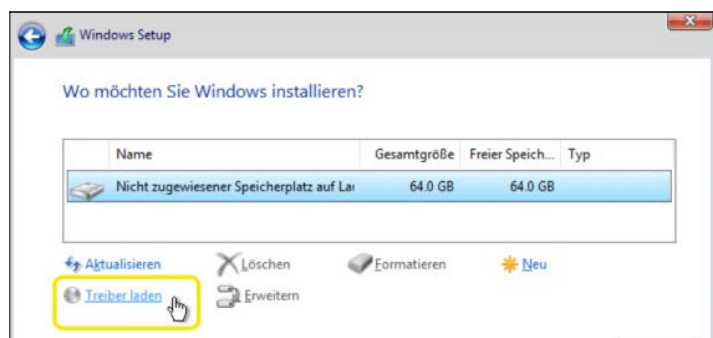 Windows Setup
Wo möchten Sie Windows installieren?
Name Gesamtgröße Freier Speich... Typ
Nicht zugewiesener Speicherplatz auf Lau 64.0 GB 64.0 GB
Aktualisieren Löschen Formatieren Neu
Treiber laden Erweitern